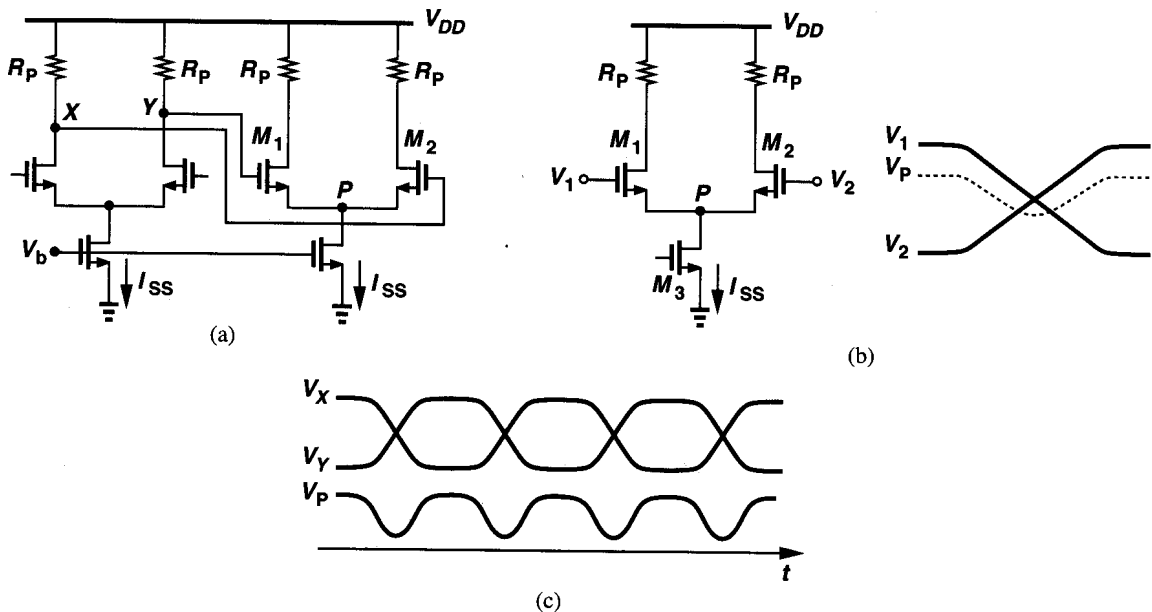 V_DD
R_P R_P R_P R_P
X Y M_1 M_2
P
V_b
I_SS I_SS
(a)
V_DD
R_P R_P
M_1 M_2
V_1 P V_2
M_3 I_SS
V_1
V_P
V_2
(b)
V_X
V_Y
V_P
t
(c)